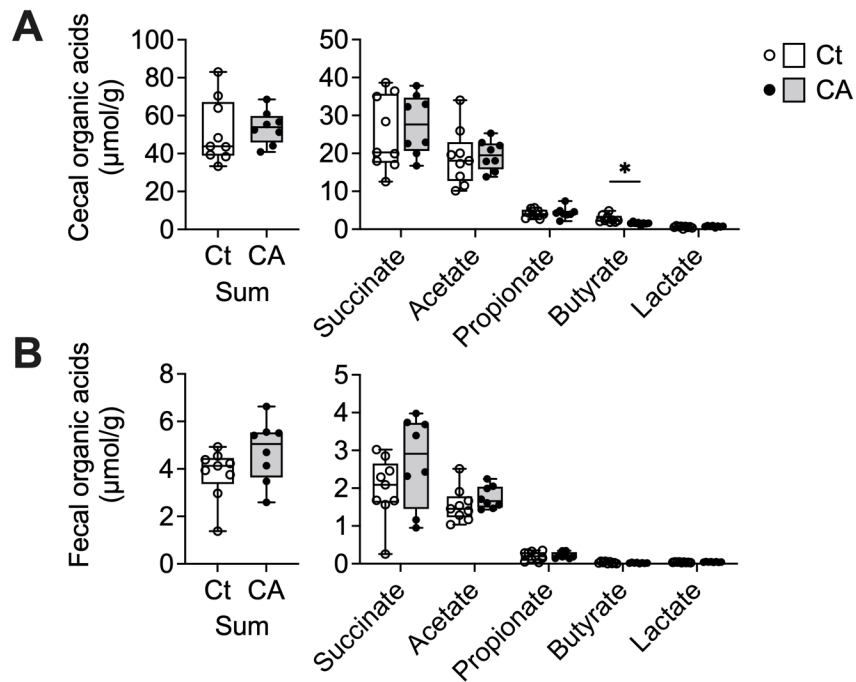 A
Cecal organic acids
(μmol/g)
100
80
60
40
20
0
Ct CA
Sum
50
40
30
20
10
0
*
Succinate
Acetate
Propionate
Butyrate
Lactate
Ct
CA
B
Fecal organic acids
(μmol/g)
8
6
4
2
0
Ct CA
Sum
5
4
3
2
1
0
Succinate
Acetate
Propionate
Butyrate
Lactate